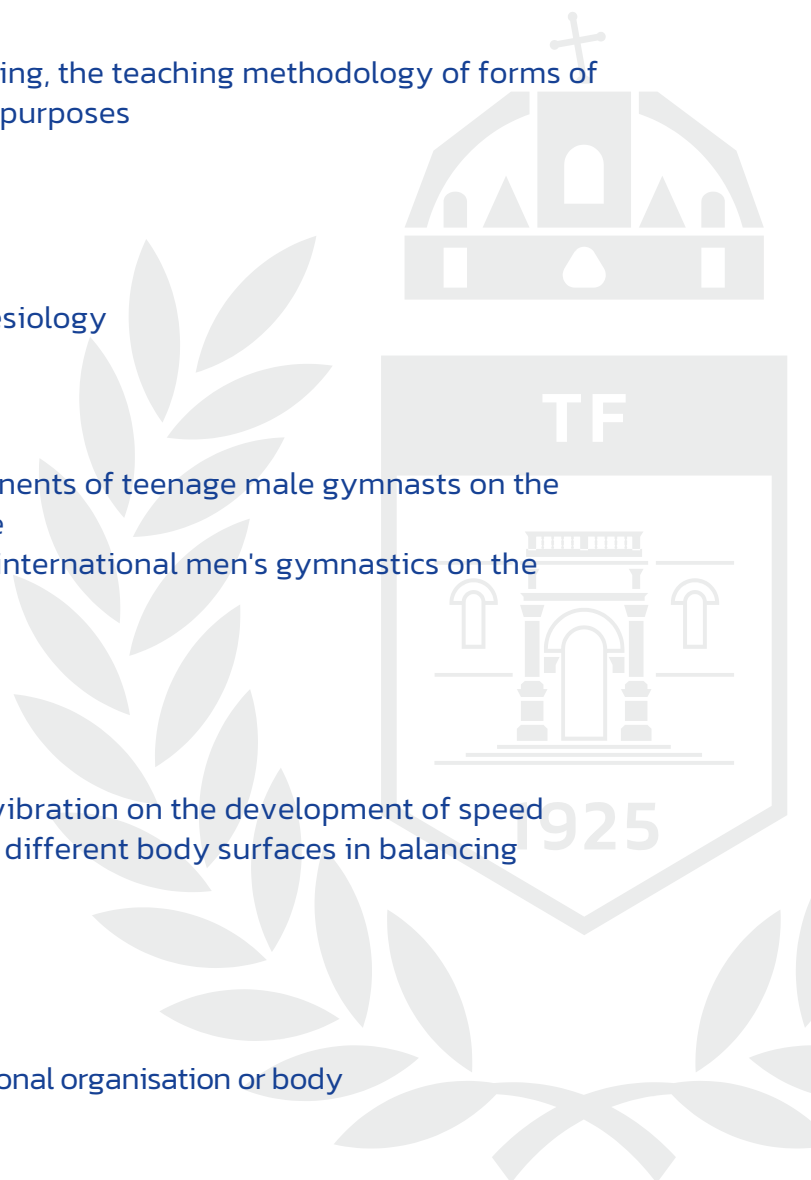 ing, the teaching methodology of forms of
purposes
esiology
TF
nents of teenage male gymnasts on the
e
international men's gymnastics on the
vibration on the development of speed
1925
different body surfaces in balancing
onal organisation or body